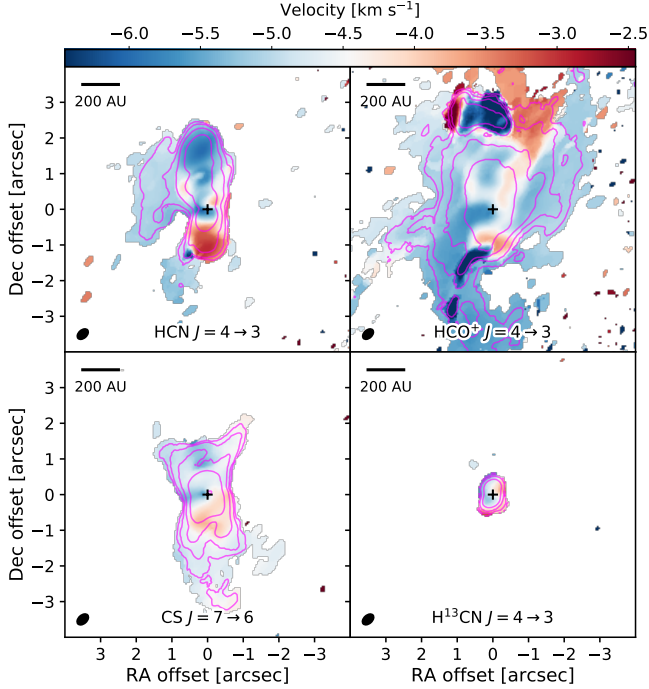 Velocity [km s⁻¹]
−6.0 −5.5 −5.0 −4.5 −4.0 −3.5 −3.0 −2.5
200 AU
200 AU
3
2
1
0
−1
−2
−3
Dec offset [arcsec]
HCN J = 4 → 3
HCO⁺ J = 4 → 3
200 AU
200 AU
3
2
1
0
−1
−2
−3
Dec offset [arcsec]
CS J = 7 → 6
H¹³CN J = 4 → 3
3 2 1 0 −1 −2 −3
3 2 1 0 −1 −2 −3
RA offset [arcsec]
RA offset [arcsec]